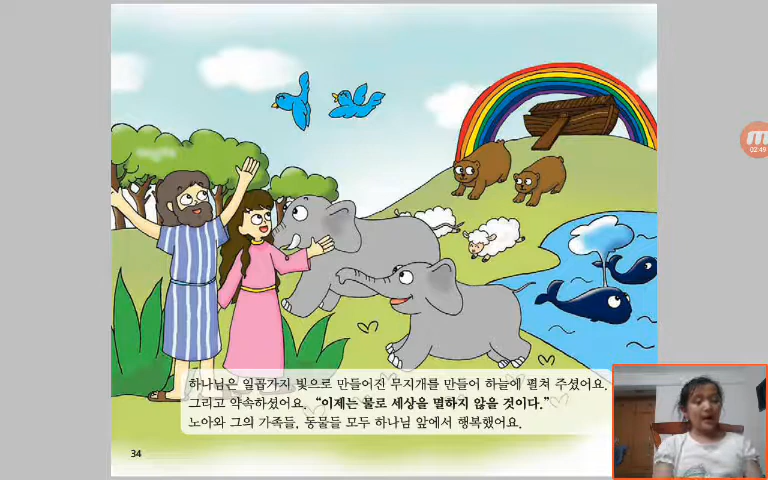 하나님은 일곱가지 빛으로 만들어진 무지개를 만들어 하늘에 펼쳐 주셨어요.
그리고 약속하셨어요. “이제는 물로 세상을 멸하지 않을 것이다.”
노아와 그의 가족들, 동물들 모두 하나님 앞에서 행복했어요.
34
02:49